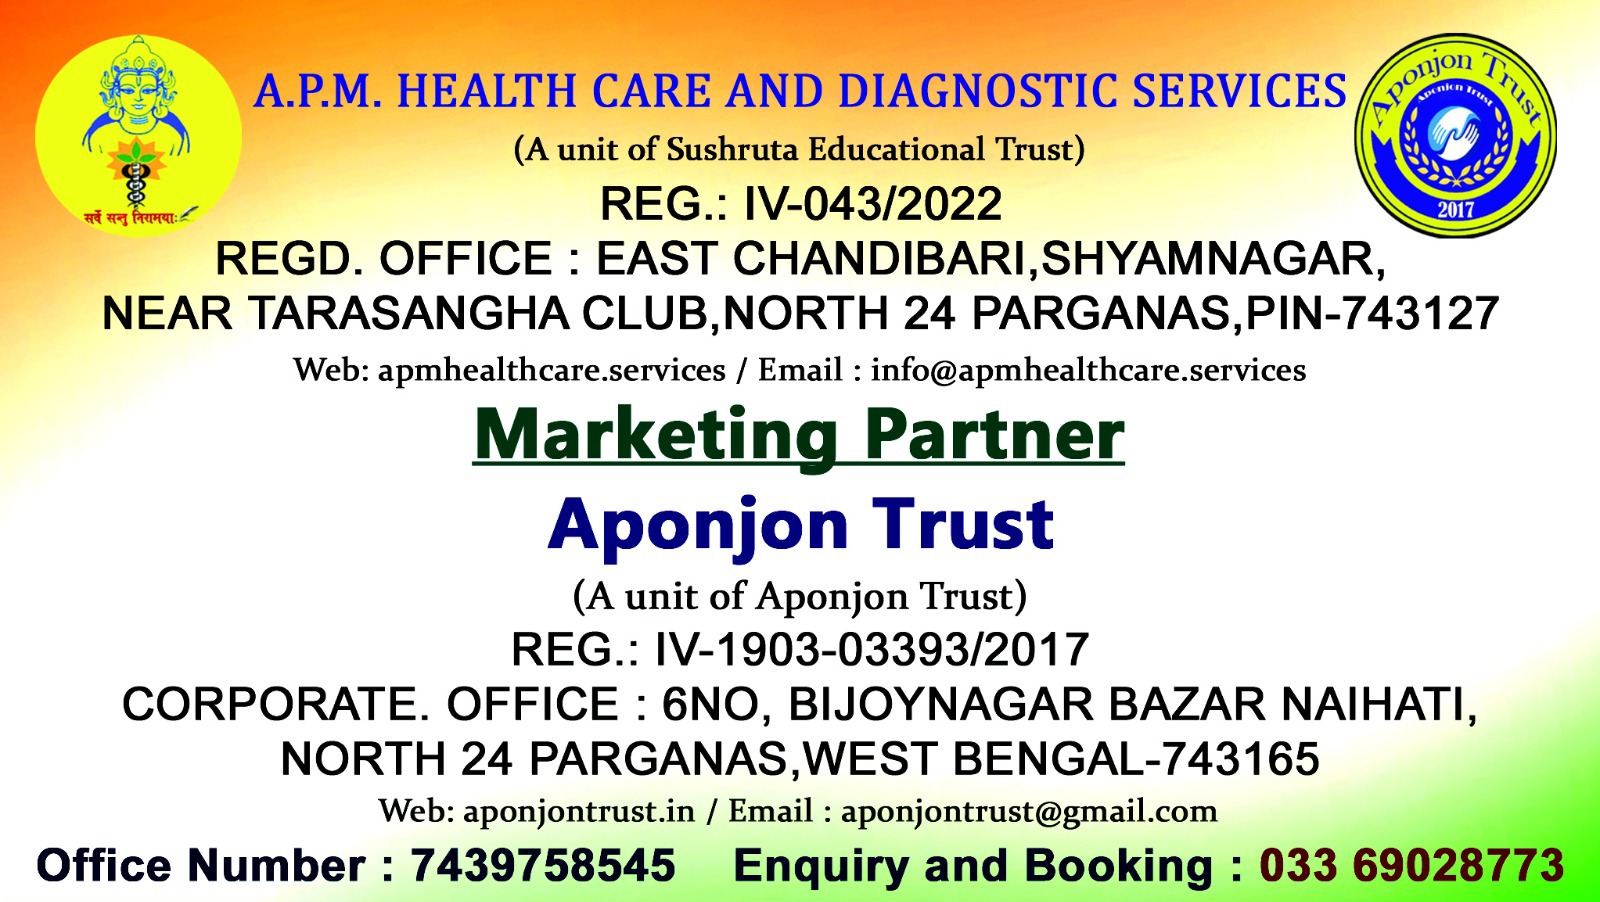 A.P.M. HEALTH CARE AND DIAGNOSTIC SERVICES
(A unit of Sushruta Educational Trust)
REG.: IV-043/2022
REGD. OFFICE : EAST CHANDIBARI,SHYAMNAGAR,
NEAR TARASANGHA CLUB,NORTH 24 PARGANAS,PIN-743127
Web: apmhealthcare.services / Email : info@apmhealthcare.services
सर्वे सन्तु निरामयाः
Aponjon Trust
Aponjon Trust
2017
Marketing Partner
Aponjon Trust
(A unit of Aponjon Trust)
REG.: IV-1903-03393/2017
CORPORATE. OFFICE : 6NO, BIJOYNAGAR BAZAR NAIHATI,
NORTH 24 PARGANAS,WEST BENGAL-743165
Web: aponjontrust.in / Email : aponjontrust@gmail.com
Office Number : 7439758545 Enquiry and Booking : 033 69028773